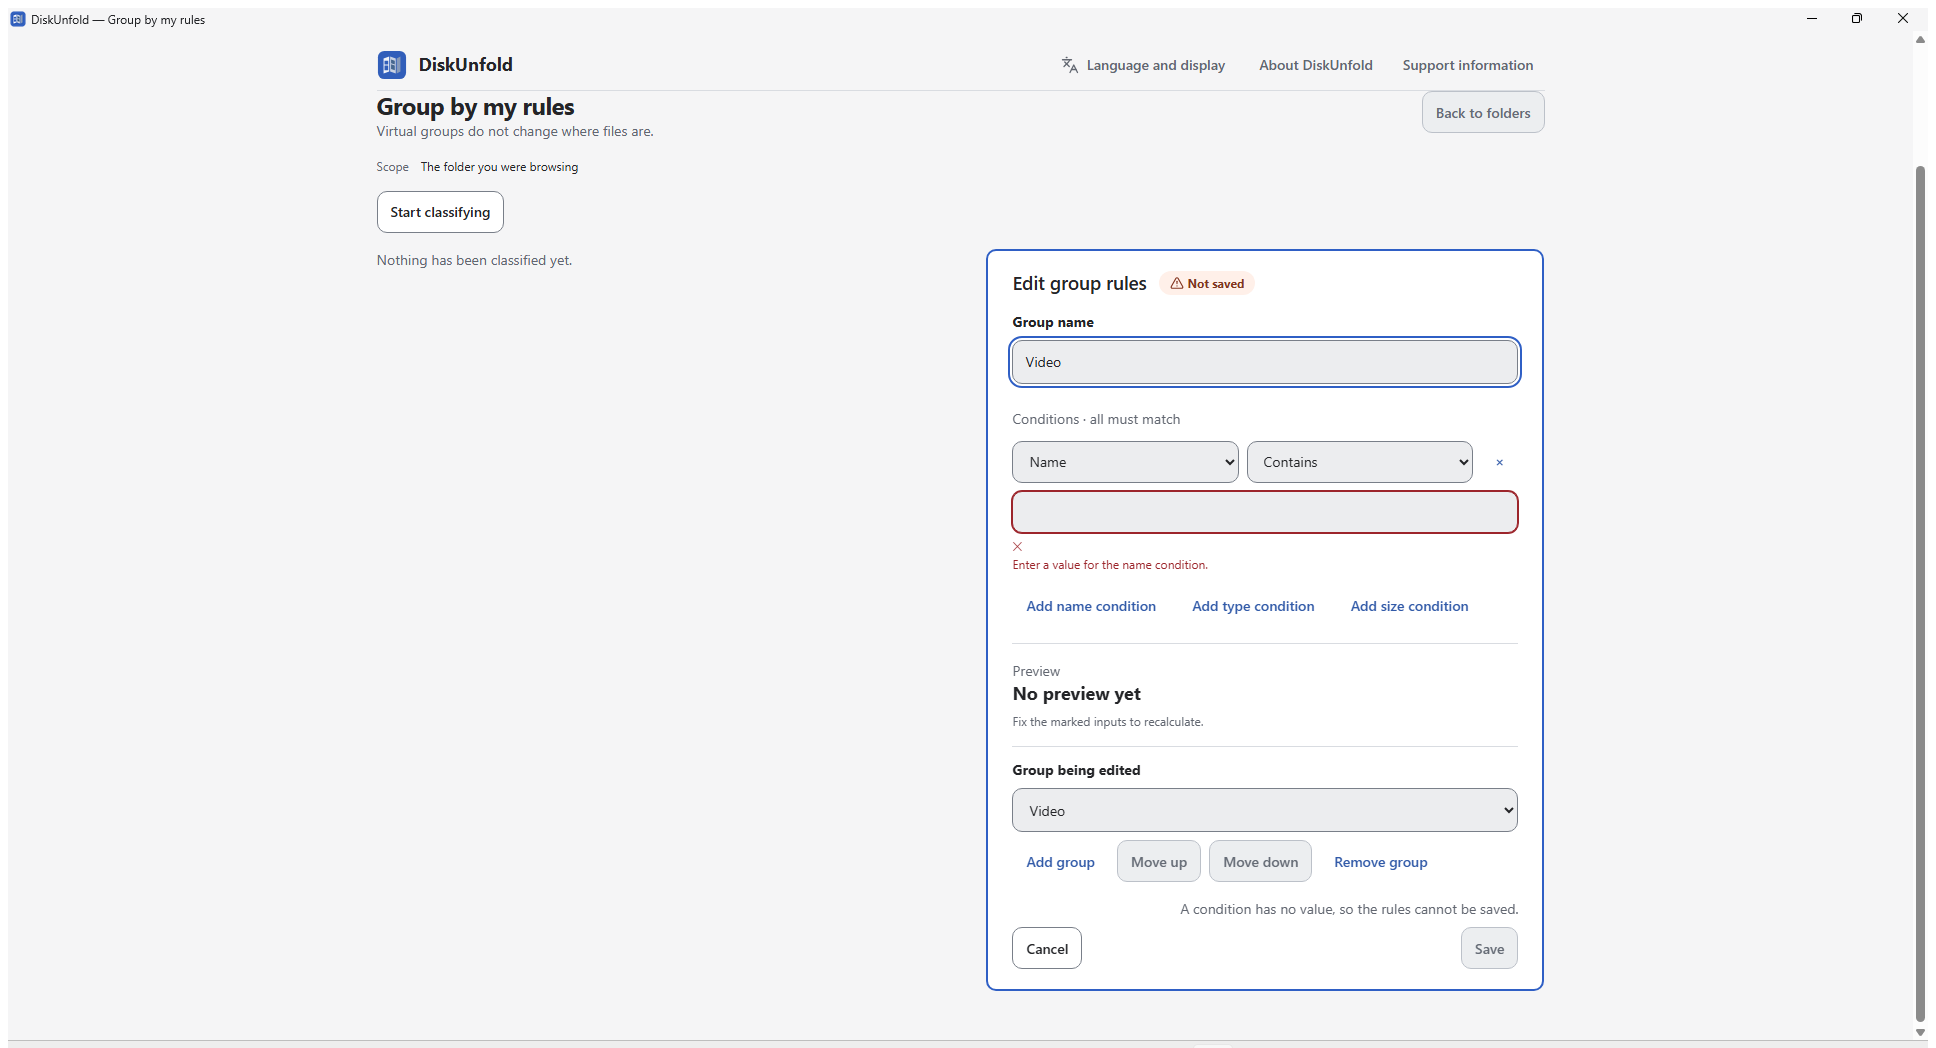 DiskUnfold — Group by my rules
DiskUnfold
Language and display
About DiskUnfold
Support information
Group by my rules
Back to folders
Virtual groups do not change where files are.
Scope The folder you were browsing
Start classifying
Nothing has been classified yet.
Edit group rules
Not saved
Group name
Video
Conditions · all must match
Name
Contains
×
Enter a value for the name condition.
Add name condition
Add type condition
Add size condition
Preview
No preview yet
Fix the marked inputs to recalculate.
Group being edited
Video
Add group
Move up
Move down
Remove group
A condition has no value, so the rules cannot be saved.
Cancel
Save